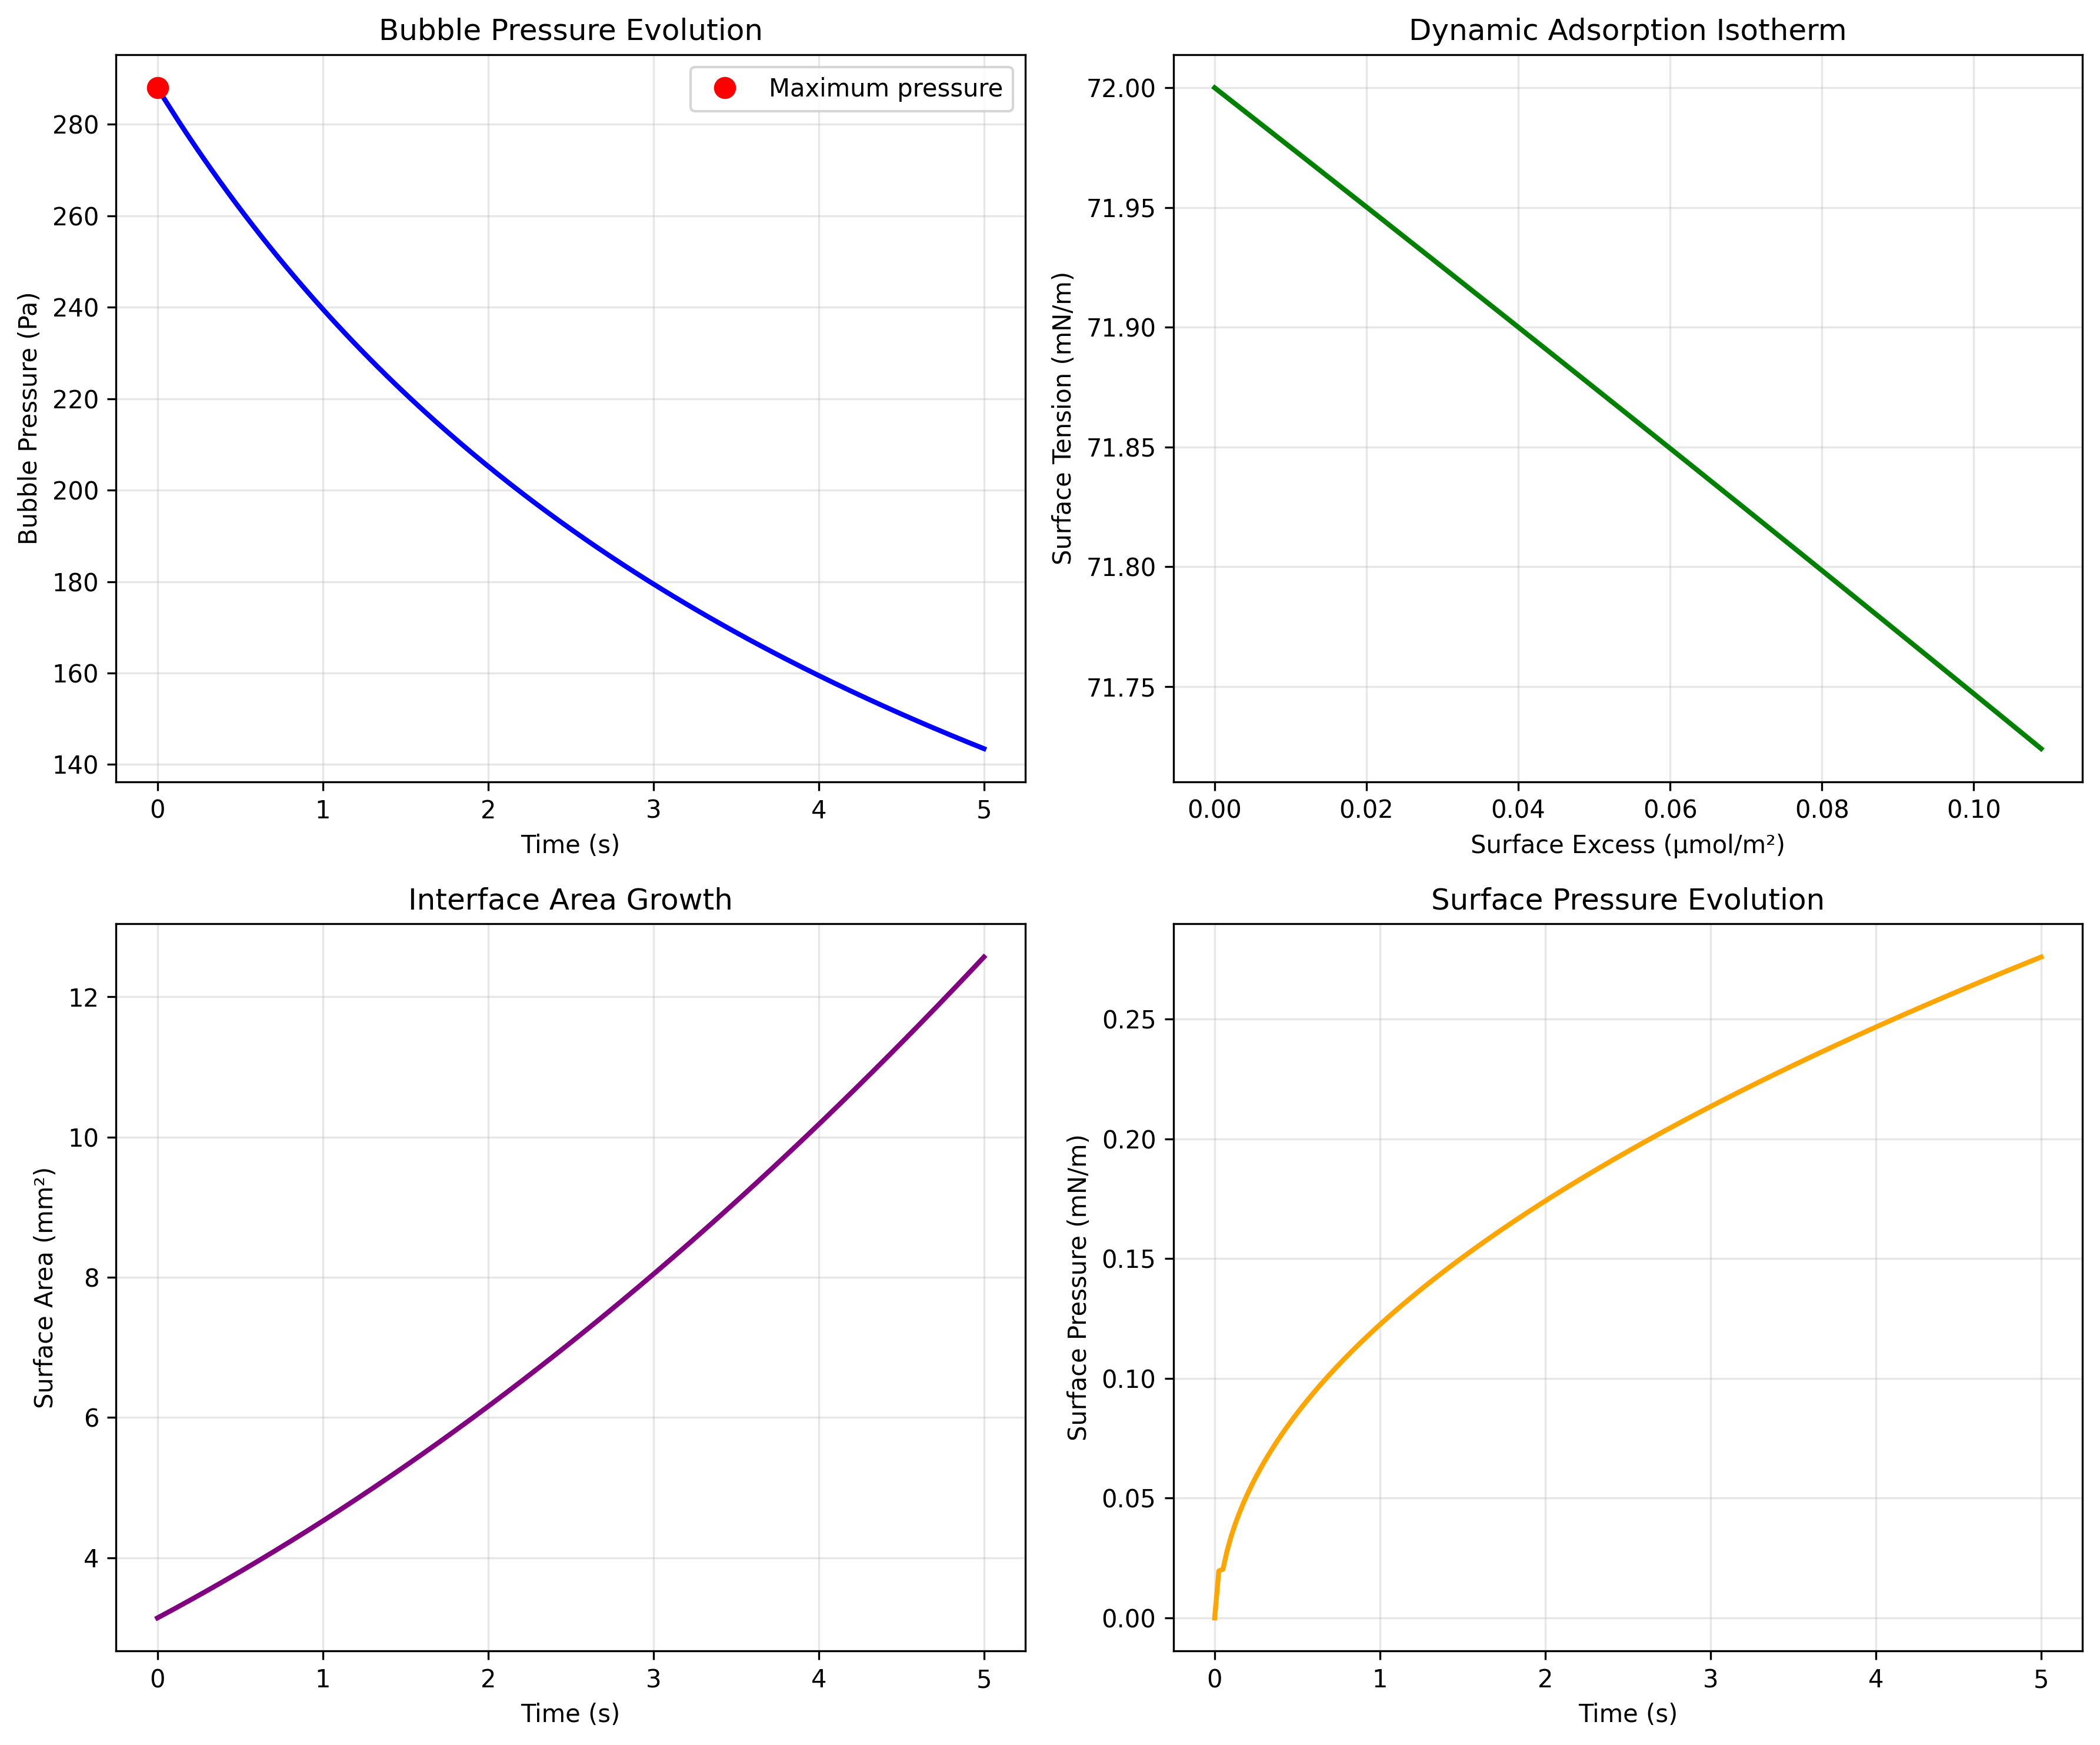 Bubble Pressure Evolution
Maximum pressure
Bubble Pressure (Pa)
280
260
240
220
200
180
160
140
0 1 2 3 4 5
Time (s)
Dynamic Adsorption Isotherm
Surface Tension (mN/m)
72.00
71.95
71.90
71.85
71.80
71.75
0.00 0.02 0.04 0.06 0.08 0.10
Surface Excess (μmol/m²)
Interface Area Growth
Surface Area (mm²)
12
10
8
6
4
0 1 2 3 4 5
Time (s)
Surface Pressure Evolution
Surface Pressure (mN/m)
0.25
0.20
0.15
0.10
0.05
0.00
0 1 2 3 4 5
Time (s)